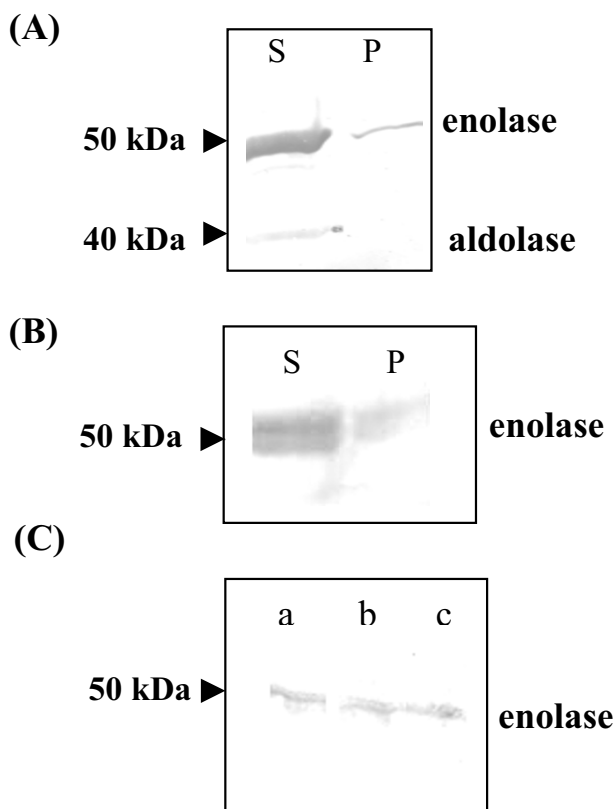 (A)
S P
50 kDa enolase
40 kDa aldolase
(B)
S P
50 kDa enolase
(C)
a b c
50 kDa
enolase